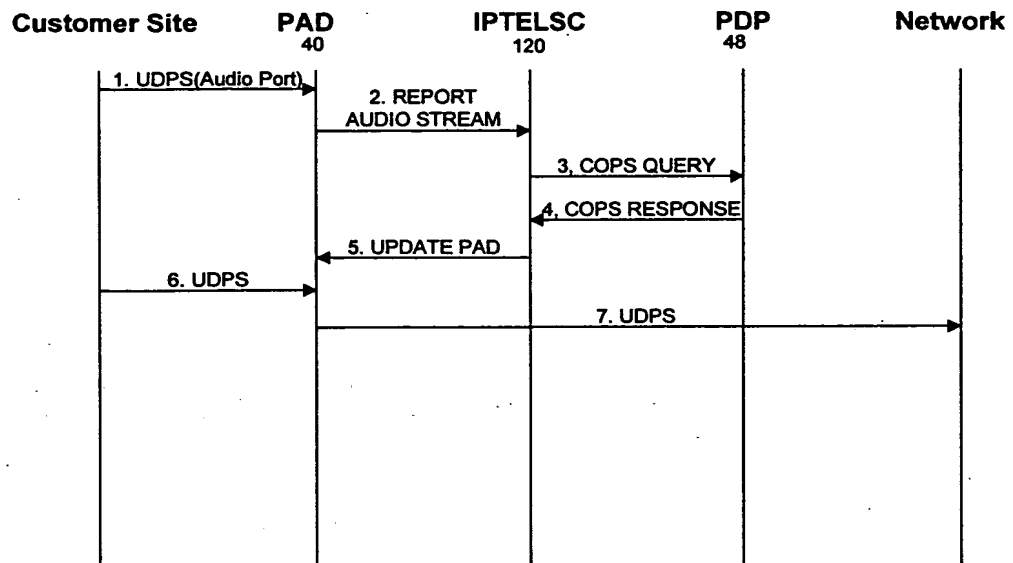 Customer Site PAD IPTELSC PDP Network
40 120 48
1. UDPS(Audio Port)
2. REPORT
AUDIO STREAM
3, COPS QUERY
4, COPS RESPONSE
5. UPDATE PAD
6. UDPS
7. UDPS